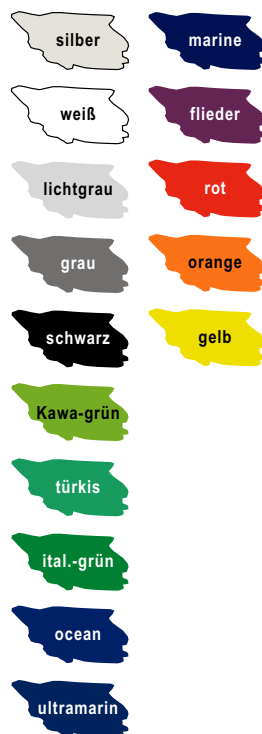 silber
weiß
lichtgrau
grau
schwarz
Kawa-grün
türkis
ital.-grün
ocean
ultramarin
marine
flieder
rot
orange
gelb